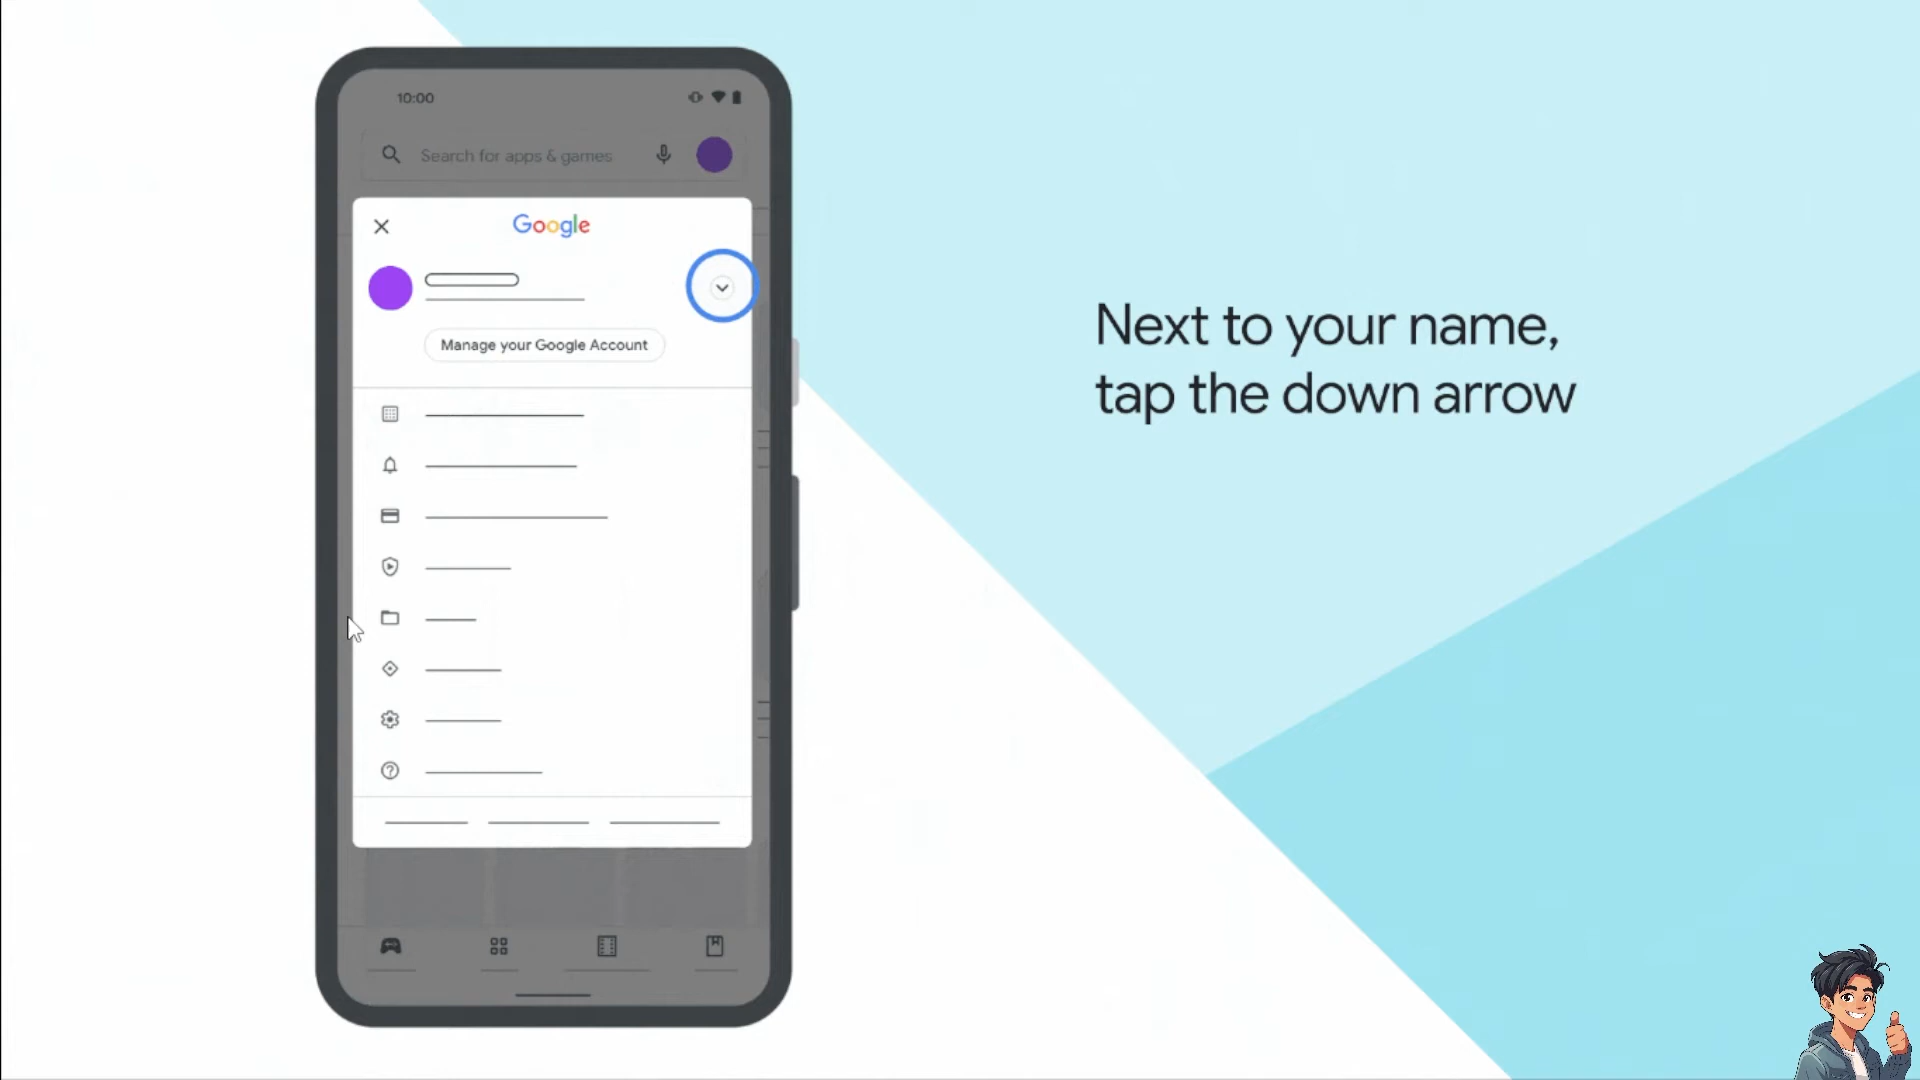 10:00
Search for apps & games
Google
Manage your Google Account
Next to your name,
tap the down arrow